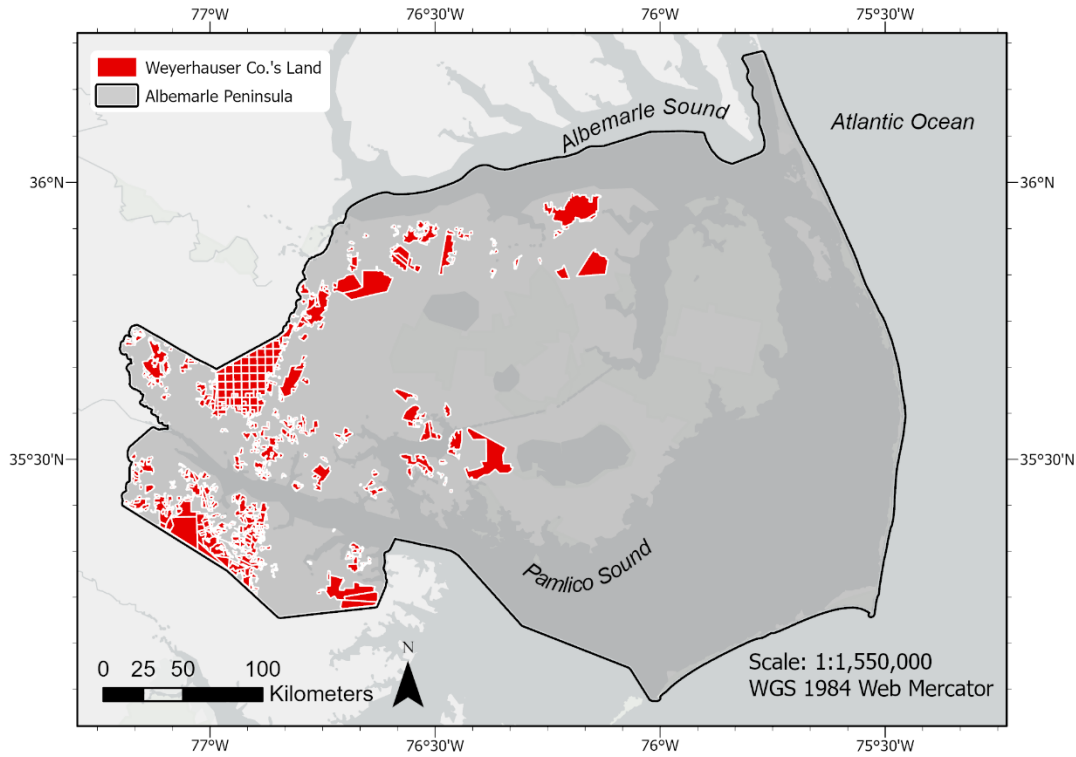 77°W 76°30'W 76°W 75°30'W
Weyerhauser Co.'s Land
Albemarle Peninsula
Albemarle Sound
Atlantic Ocean
36°N 36°N
35°30'N 35°30'N
Pamlico Sound
N
0 25 50 100
Kilometers
Scale: 1:1,550,000
WGS 1984 Web Mercator
77°W 76°30'W 76°W 75°30'W